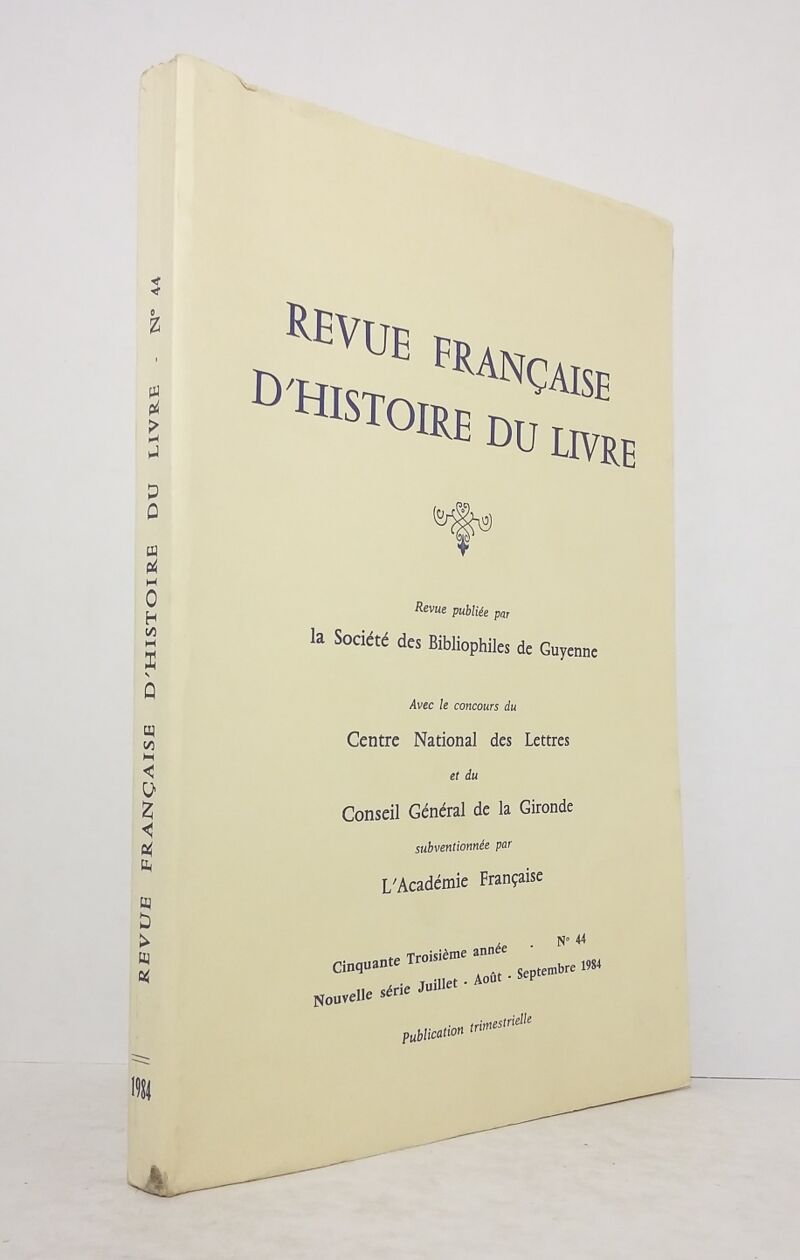 REVUE FRANÇAISE D'HISTOIRE DU LIVRE - N° 44
1984
REVUE FRANÇAISE
D'HISTOIRE DU LIVRE
Revue publiée par
la Société des Bibliophiles de Guyenne
Avec le concours du
Centre National des Lettres
et du
Conseil Général de la Gironde
subventionnée par
L'Académie Française
Cinquante Troisième année - N° 44
Nouvelle série Juillet - Août - Septembre 1984
Publication trimestrielle